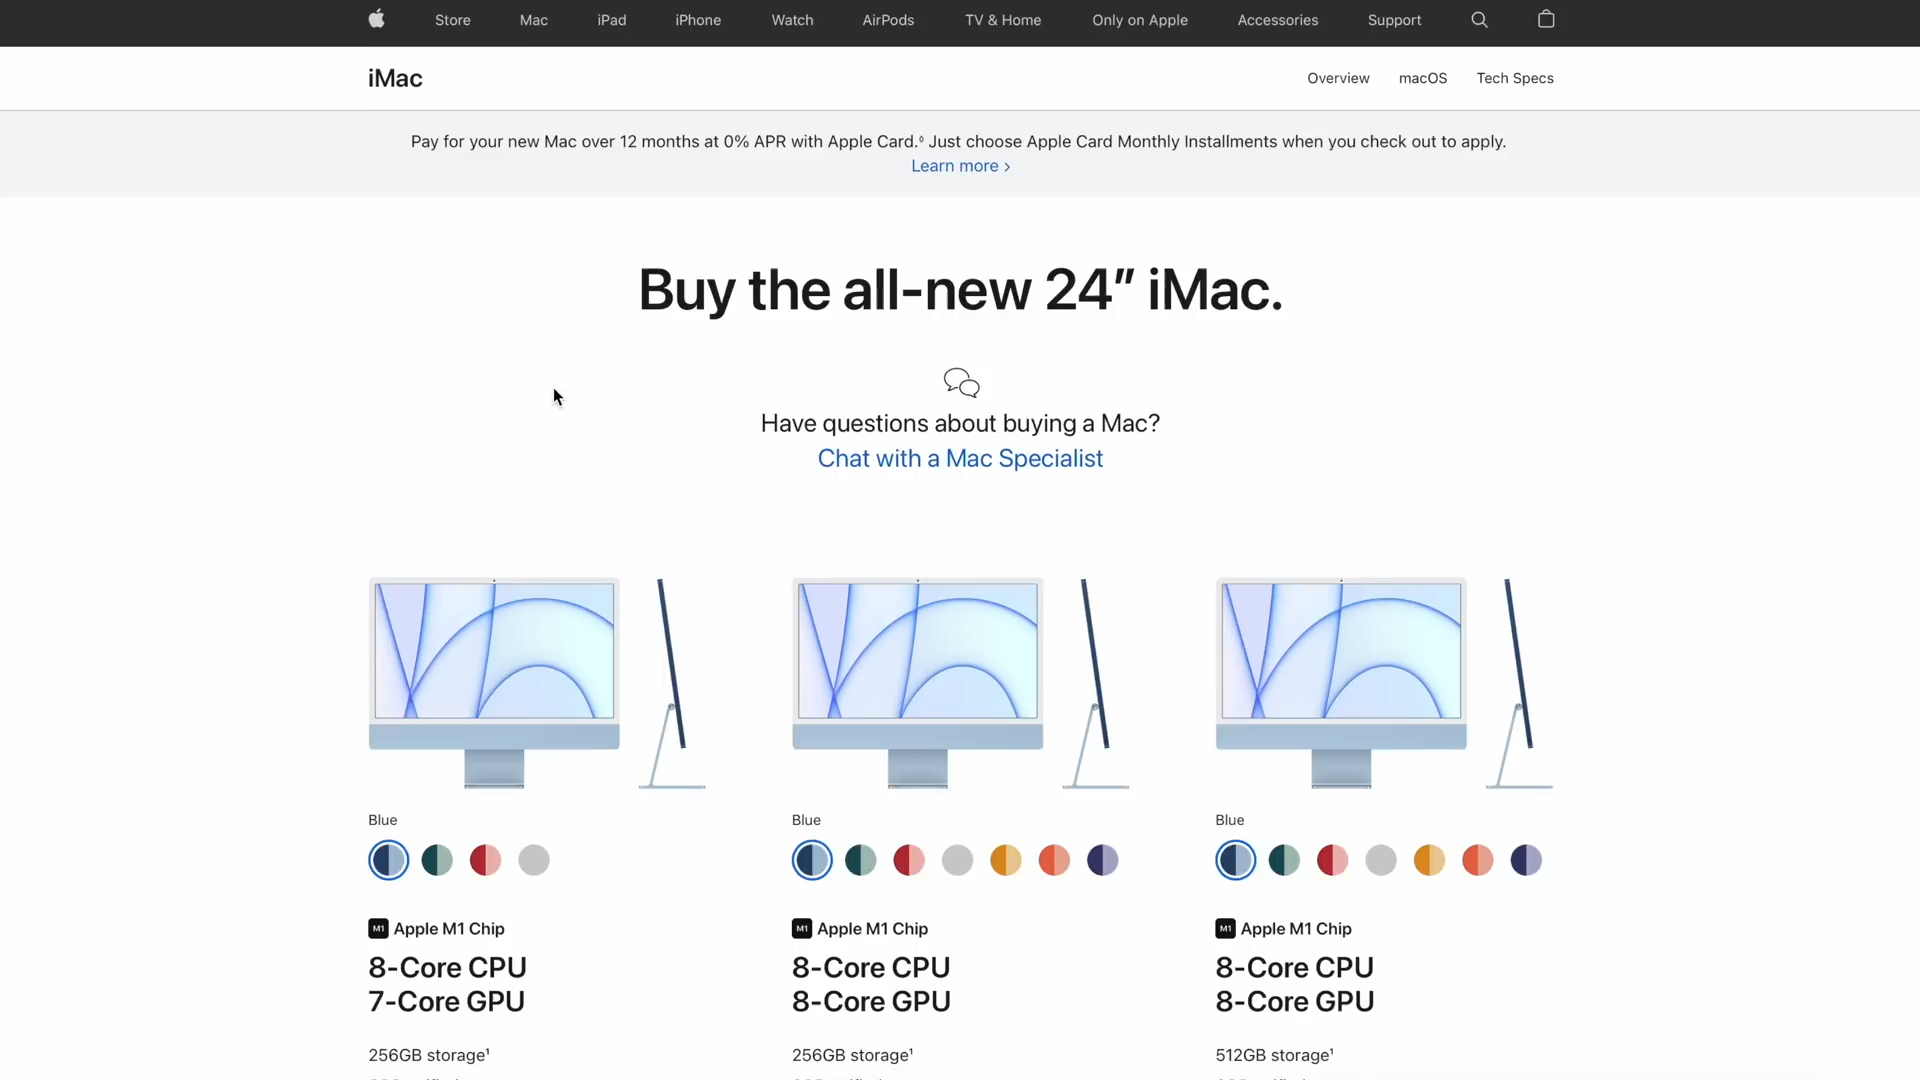 Store Mac iPad iPhone Watch AirPods TV & Home Only on Apple Accessories Support
iMac
Overview macOS Tech Specs
Pay for your new Mac over 12 months at 0% APR with Apple Card.◊ Just choose Apple Card Monthly Installments when you check out to apply.
Learn more >
Buy the all-new 24″ iMac.
Have questions about buying a Mac?
Chat with a Mac Specialist
Blue
Blue
Blue
M1 Apple M1 Chip
8-Core CPU
7-Core GPU
256GB storage¹
M1 Apple M1 Chip
8-Core CPU
8-Core GPU
256GB storage¹
M1 Apple M1 Chip
8-Core CPU
8-Core GPU
512GB storage¹